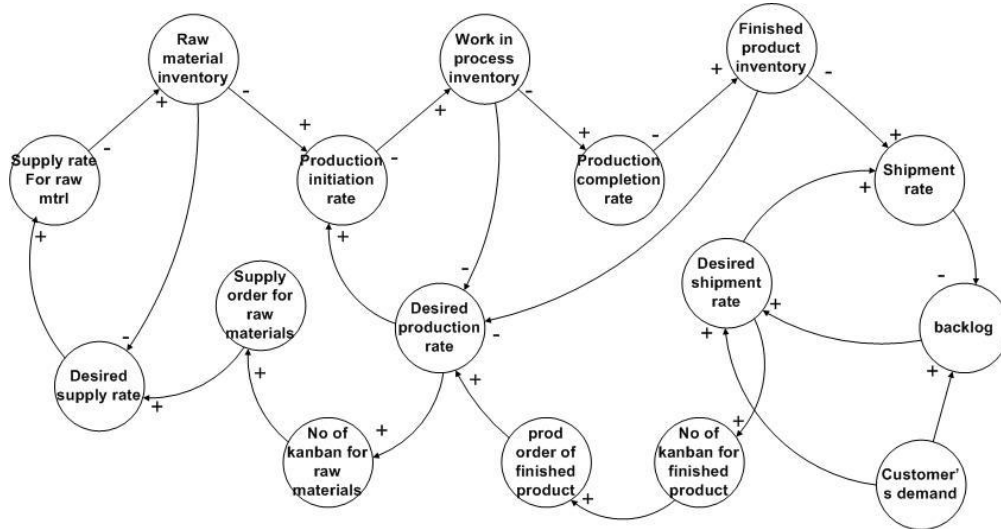 Raw
material
inventory
Work in
process
inventory
Finished
product
inventory
+
-
+
-
+
-
-
+
+
-
+
-
+
Supply rate
For raw
mtrl
Production
initiation
rate
Production
completion
rate
Shipment
rate
+
+
+
Supply
order for
raw
materials
-
Desired
shipment
rate
-
Desired
production
rate
-
+
backlog
-
+
+
Desired
supply rate
+
+
+
+
No of
kanban for
raw
materials
+
prod
order of
finished
product
+
+
No of
kanban for
finished
product
Customer'
s demand